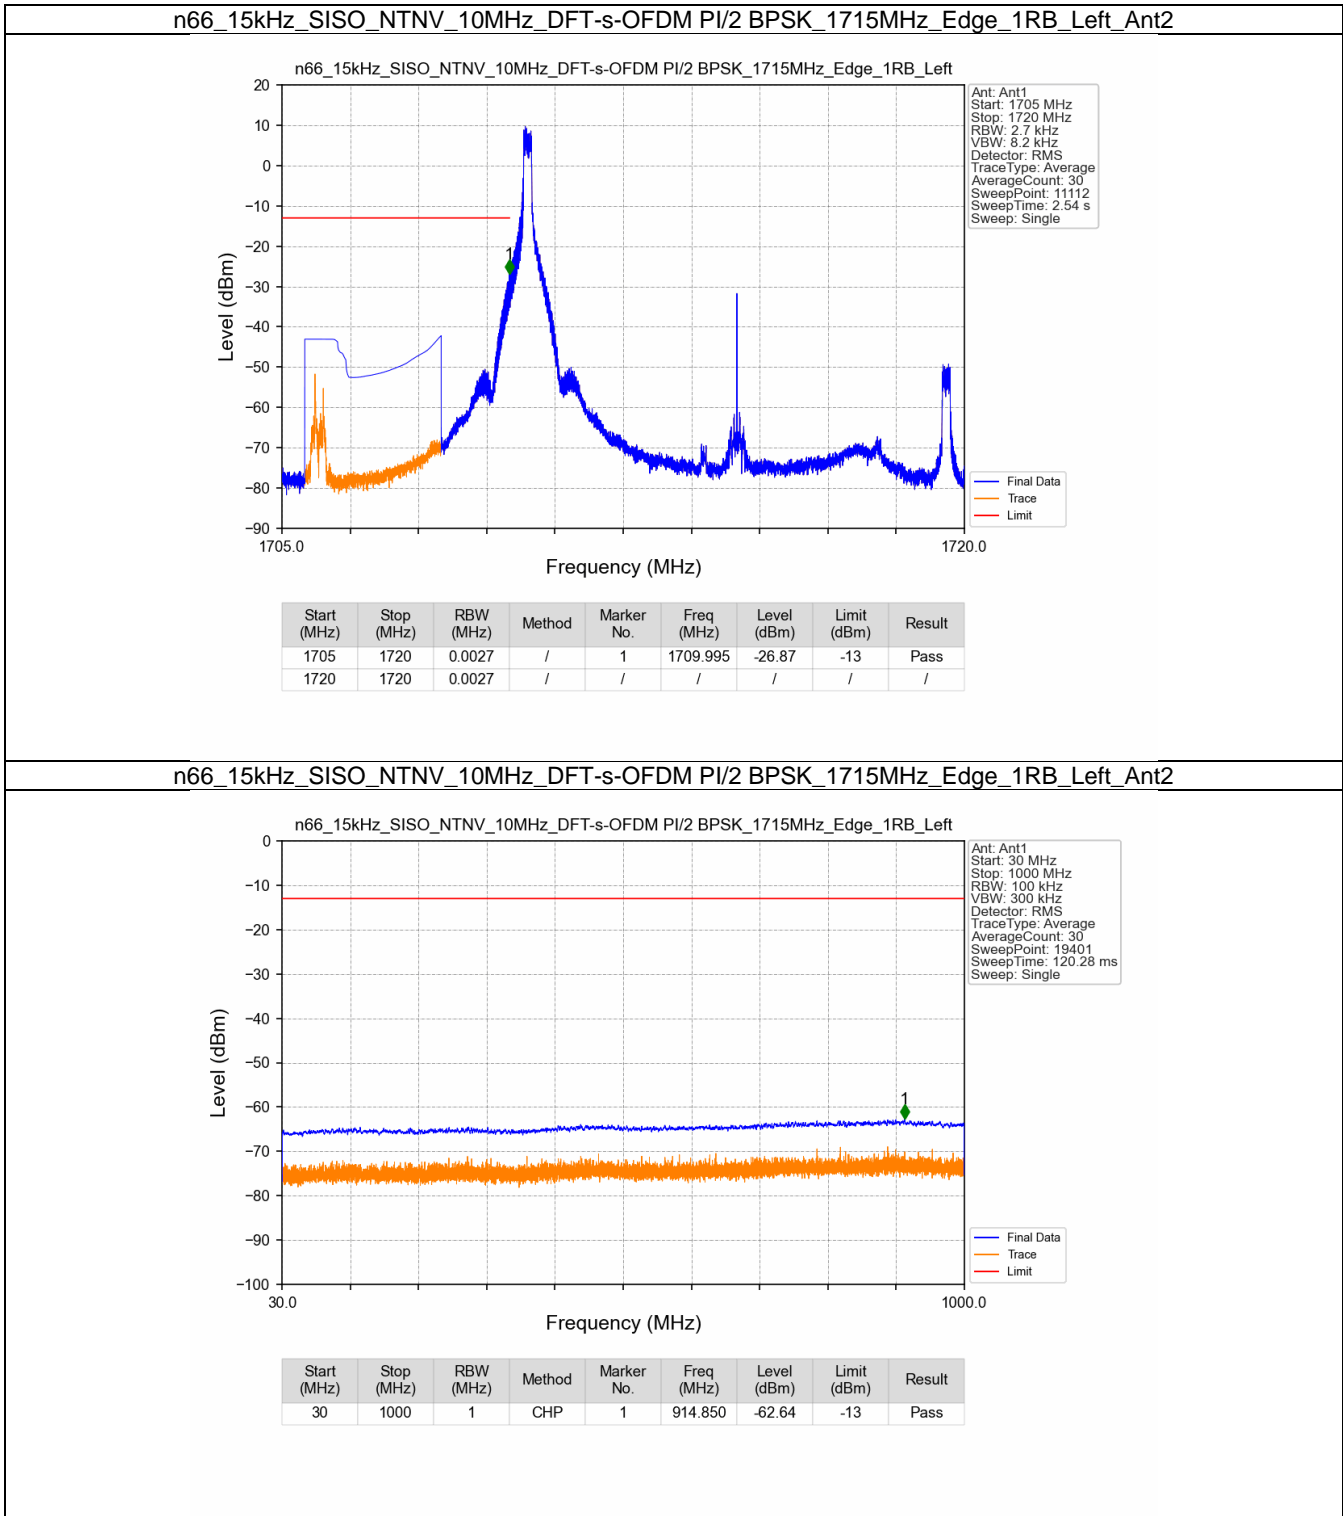 n66_15kHz_SISO_NTNV_10MHz_DFT-s-OFDM PI/2 BPSK_1715MHz_Edge_1RB_Left_Ant2
n66_15kHz_SISO_NTNV_10MHz_DFT-s-OFDM PI/2 BPSK_1715MHz_Edge_1RB_Left
20
10
0
−10
−20
−30
−40
−50
−60
−70
−80
−90
Level (dBm)
1
1705.0
1720.0
Frequency (MHz)
Ant: Ant1
Start: 1705 MHz
Stop: 1720 MHz
RBW: 2.7 kHz
VBW: 8.2 kHz
Detector: RMS
TraceType: Average
AverageCount: 30
SweepPoint: 11112
SweepTime: 2.54 s
Sweep: Single
Final Data
Trace
Limit
Start (MHz) Stop (MHz) RBW (MHz) Method Marker No. Freq (MHz) Level (dBm) Limit (dBm) Result
1705 1720 0.0027 / 1 1709.995 -26.87 -13 Pass
1720 1720 0.0027 / / / / / /
n66_15kHz_SISO_NTNV_10MHz_DFT-s-OFDM PI/2 BPSK_1715MHz_Edge_1RB_Left_Ant2
n66_15kHz_SISO_NTNV_10MHz_DFT-s-OFDM PI/2 BPSK_1715MHz_Edge_1RB_Left
0
−10
−20
−30
−40
−50
−60
−70
−80
−90
−100
Level (dBm)
1
30.0
1000.0
Frequency (MHz)
Ant: Ant1
Start: 30 MHz
Stop: 1000 MHz
RBW: 100 kHz
VBW: 300 kHz
Detector: RMS
TraceType: Average
AverageCount: 30
SweepPoint: 19401
SweepTime: 120.28 ms
Sweep: Single
Final Data
Trace
Limit
Start (MHz) Stop (MHz) RBW (MHz) Method Marker No. Freq (MHz) Level (dBm) Limit (dBm) Result
30 1000 1 CHP 1 914.850 -62.64 -13 Pass